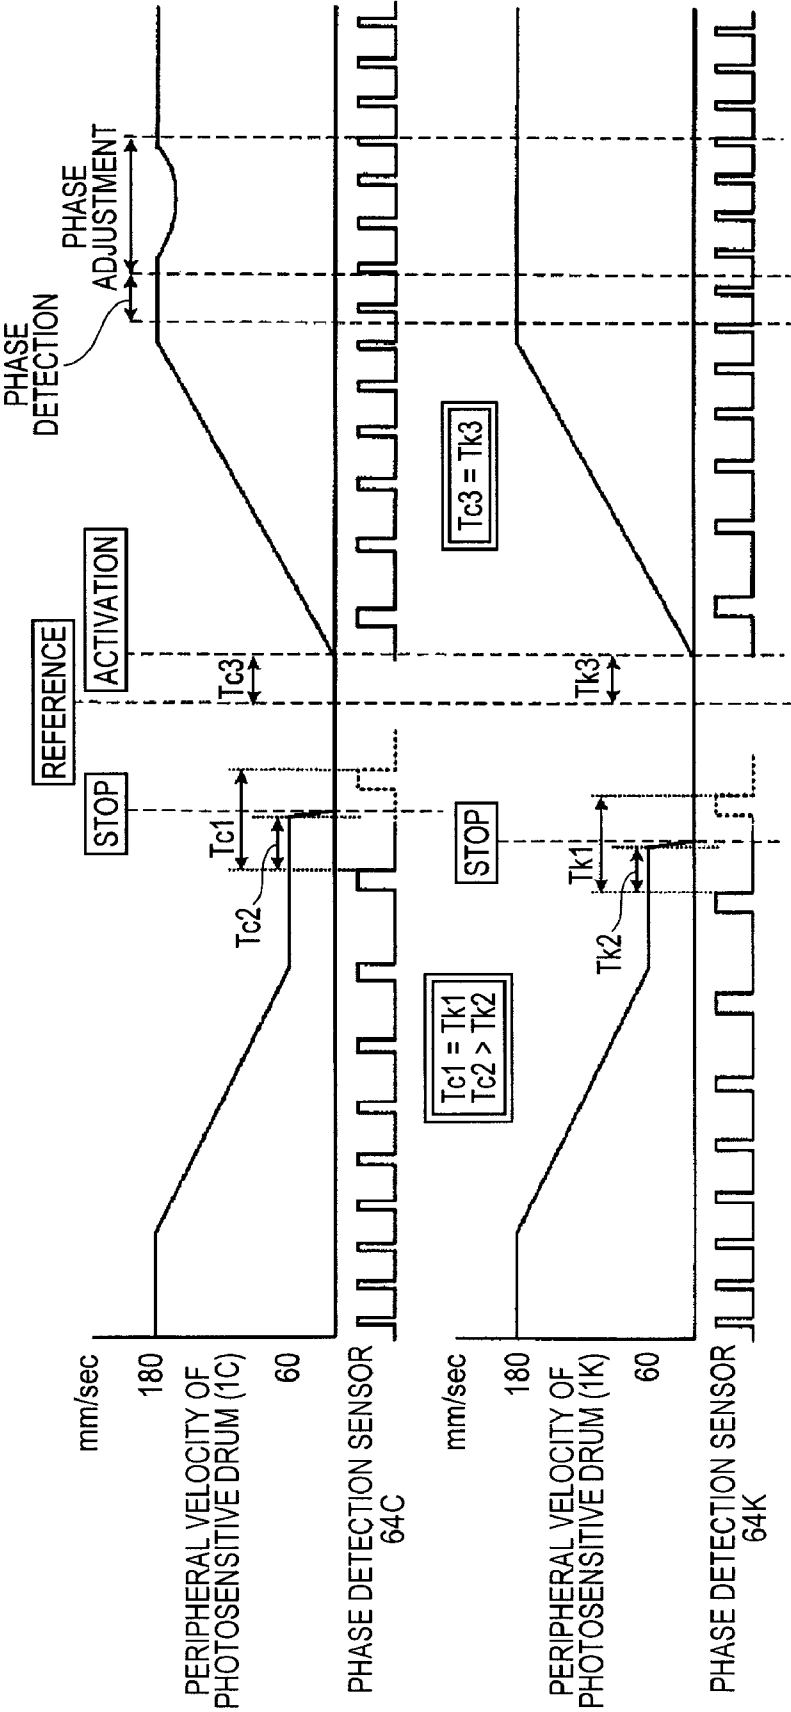 PHASE
DETECTION
PHASE
ADJUSTMENT
REFERENCE
STOP
ACTIVATION
mm/sec
180
60
PERIPHERAL VELOCITY OF
PHOTOSENSITIVE DRUM (1C)
Tc1
Tc2
Tc3
PHASE DETECTION SENSOR
64C
Tc1 = Tk1
Tc2 > Tk2
Tc3 = Tk3
STOP
mm/sec
180
60
PERIPHERAL VELOCITY OF
PHOTOSENSITIVE DRUM (1K)
Tk1
Tk2
Tk3
PHASE DETECTION SENSOR
64K